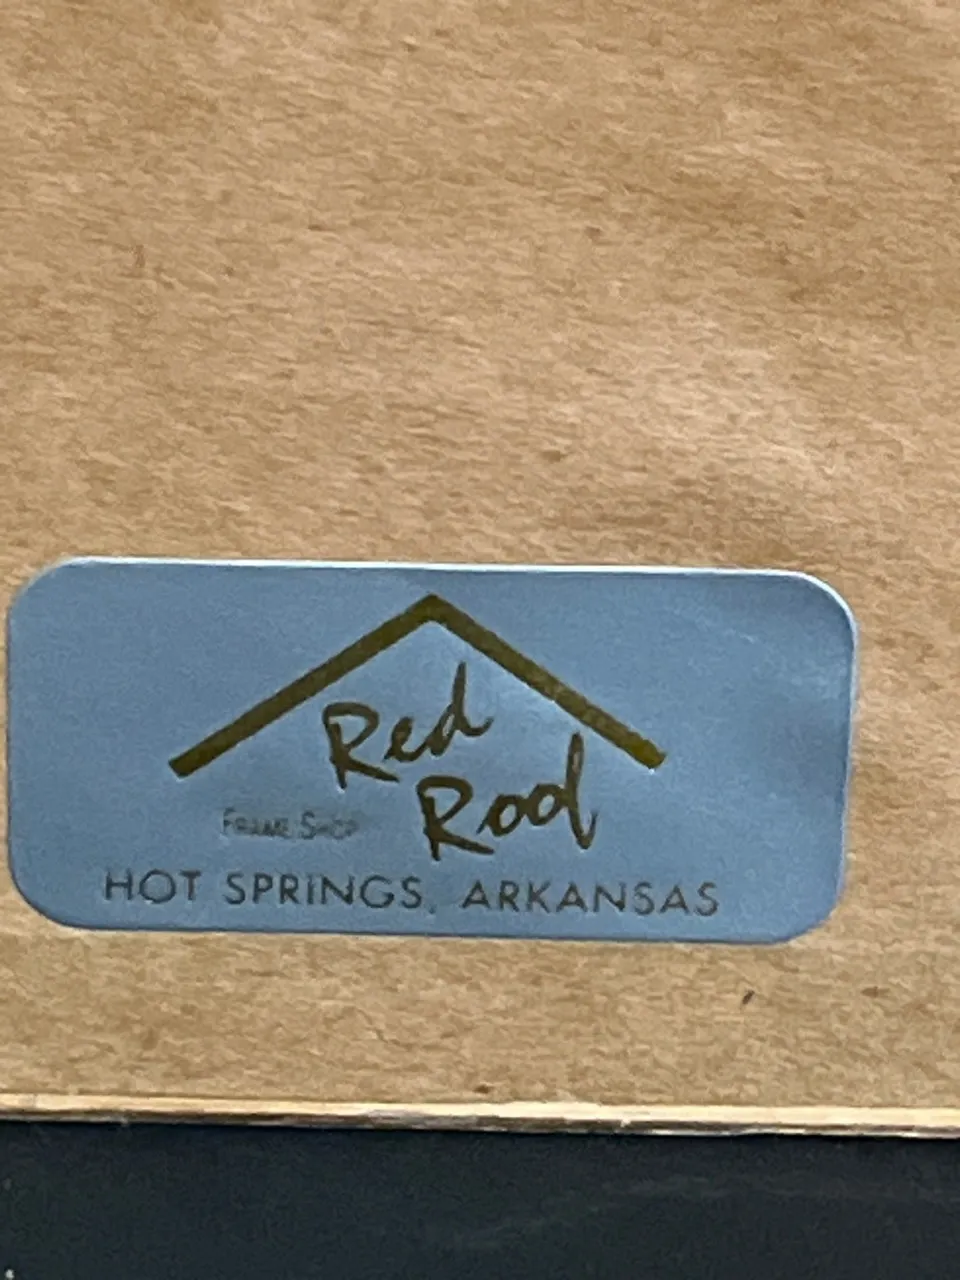 Red
Rod
FRAME SHOP
HOT SPRINGS, ARKANSAS